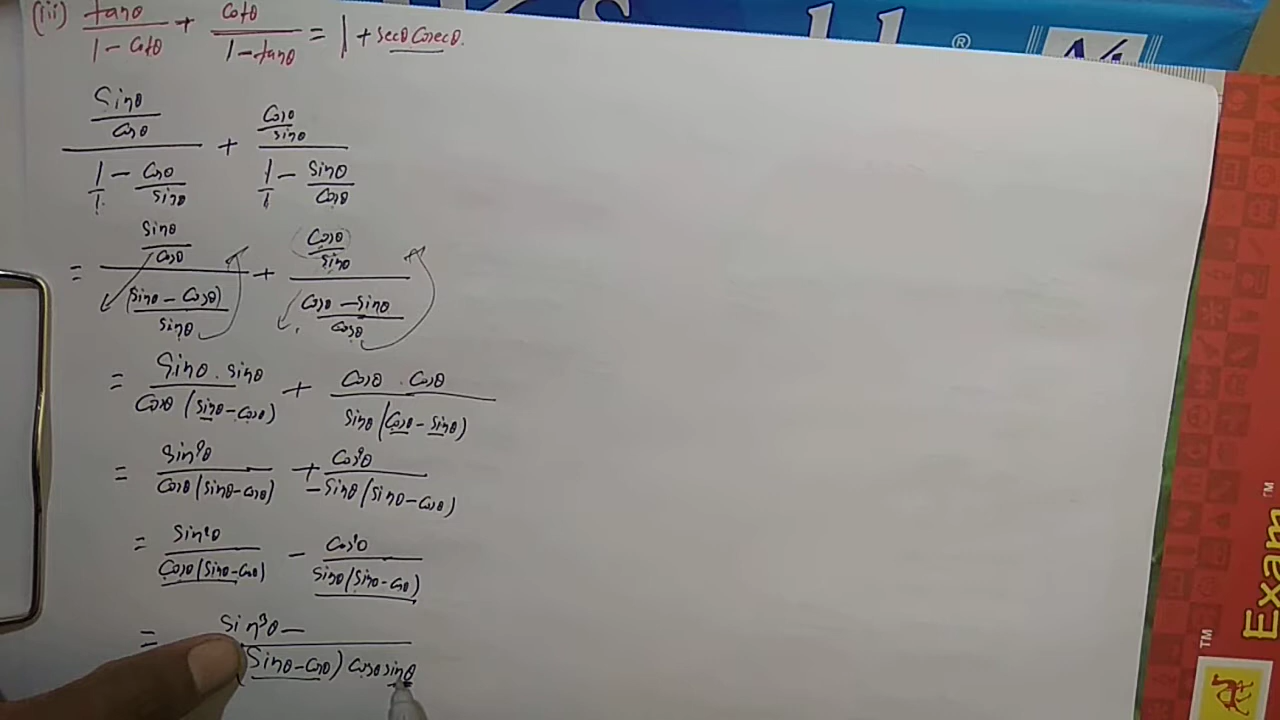 (iii) tanθ/1-cotθ + cotθ/1-tanθ = 1 + secθ cosecθ.
sinθ/cosθ / 1/1 - cosθ/sinθ + cosθ/sinθ / 1/1 - sinθ/cosθ
= sinθ/cosθ / (sinθ - cosθ)/sinθ + cosθ/sinθ / cosθ - sinθ/cosθ
= sinθ . sinθ / cosθ (sinθ - cosθ) + cosθ . cosθ / sinθ (cosθ - sinθ)
= sin²θ / cosθ (sinθ - cosθ) + cos²θ / -sinθ (sinθ - cosθ)
= sin²θ / cosθ (sinθ - cosθ) - cos²θ / sinθ (sinθ - cosθ)
= sin³θ - / (sinθ - cosθ) cosθ sinθ
®
Exam™
TM